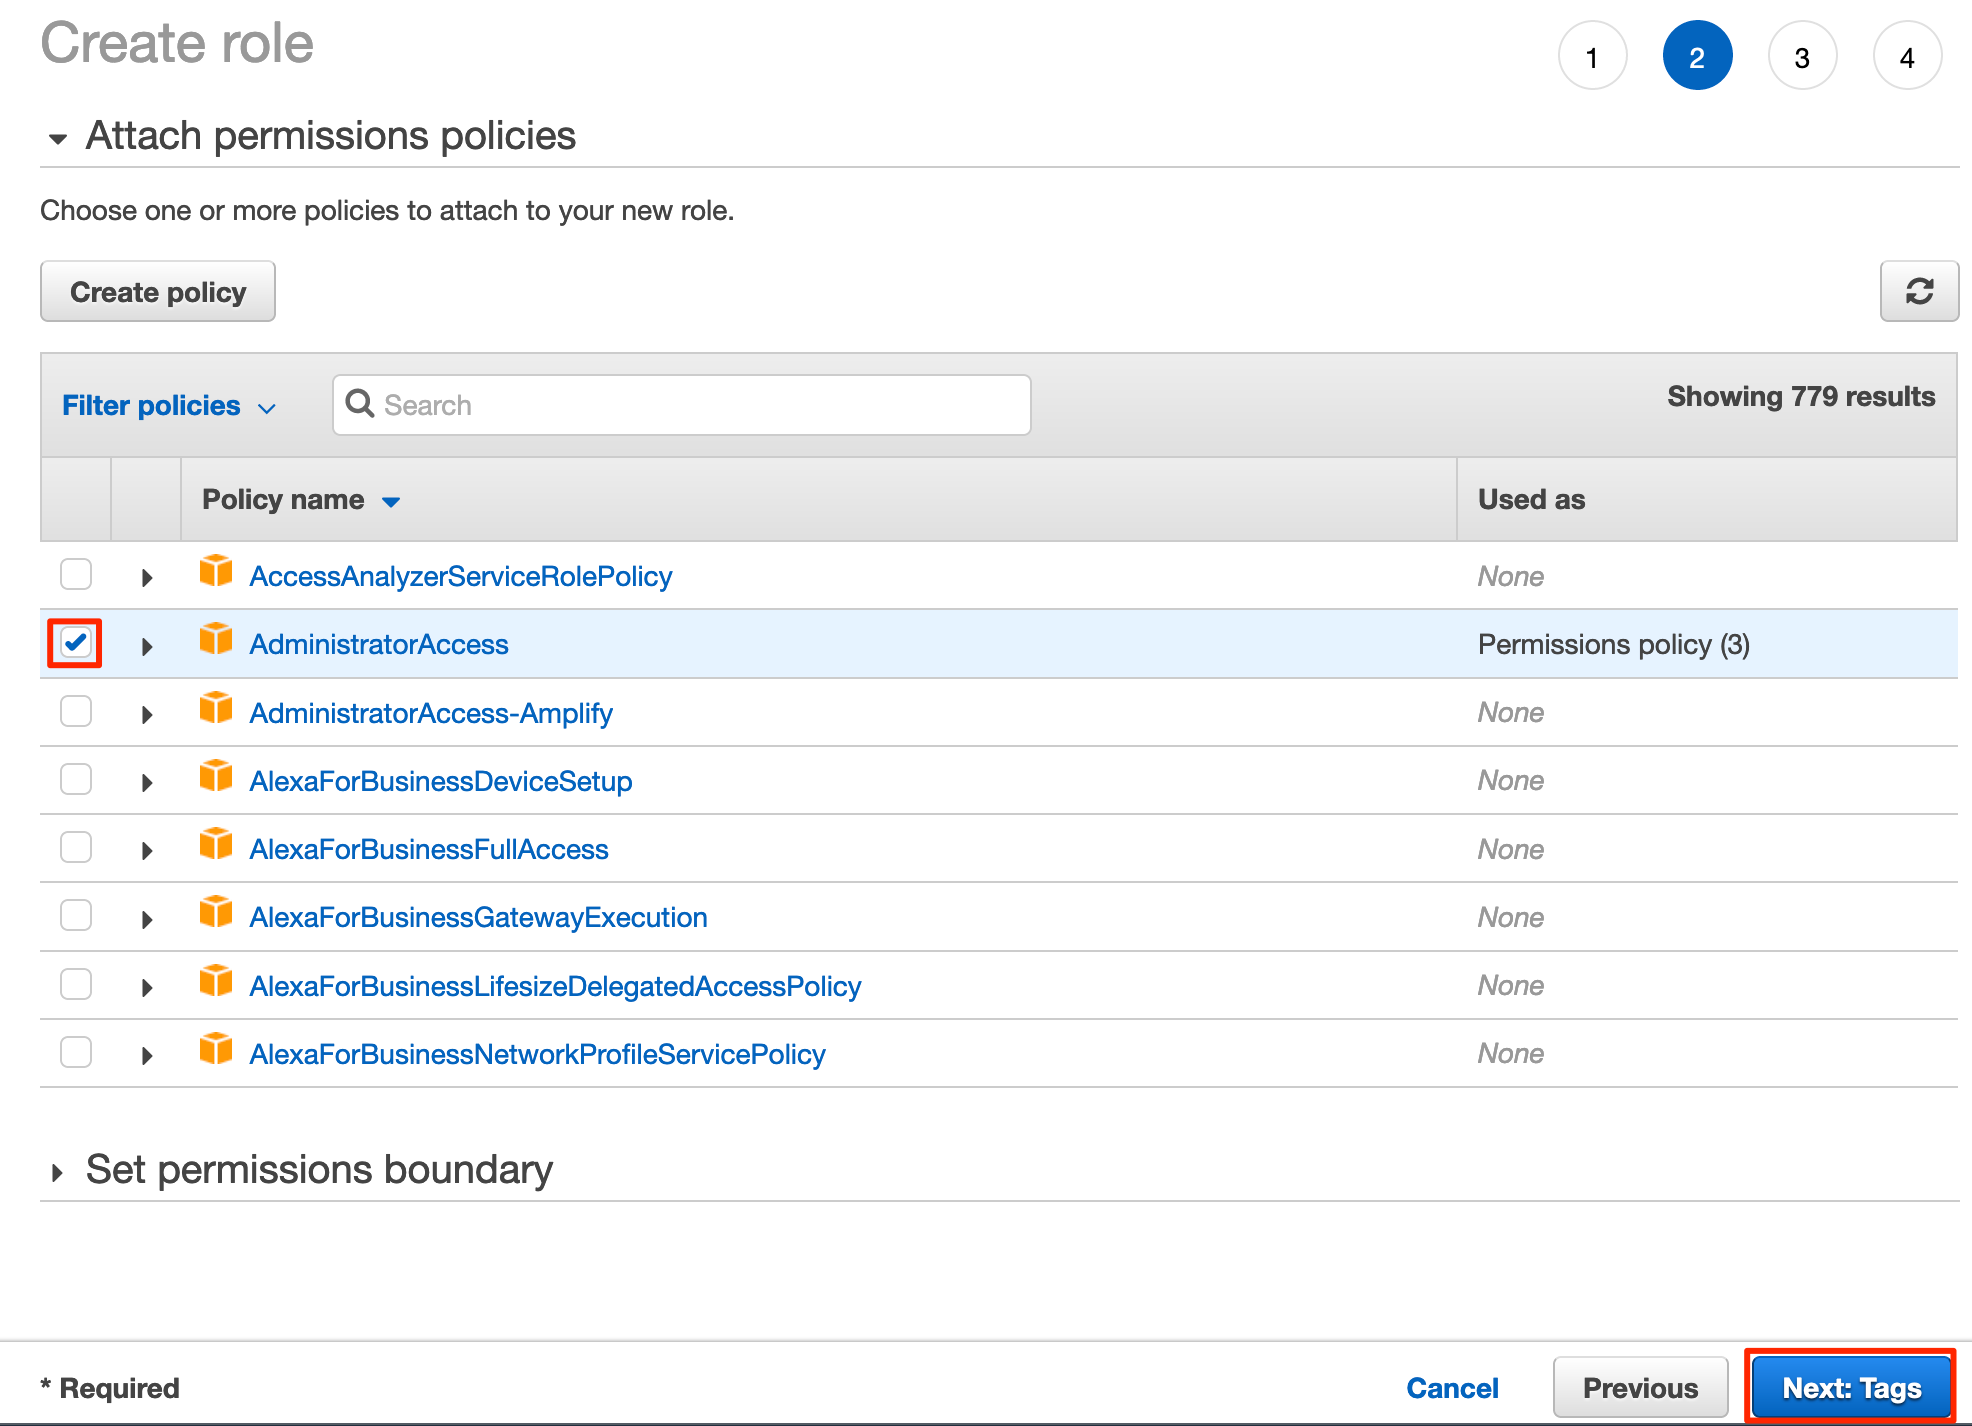 Create role
1 2 3 4
Attach permissions policies
Choose one or more policies to attach to your new role.
Create policy
Filter policies Search Showing 779 results
Policy name Used as
AccessAnalyzerServiceRolePolicy None
AdministratorAccess Permissions policy (3)
AdministratorAccess-Amplify None
AlexaForBusinessDeviceSetup None
AlexaForBusinessFullAccess None
AlexaForBusinessGatewayExecution None
AlexaForBusinessLifesizeDelegatedAccessPolicy None
AlexaForBusinessNetworkProfileServicePolicy None
Set permissions boundary
* Required Cancel Previous Next: Tags